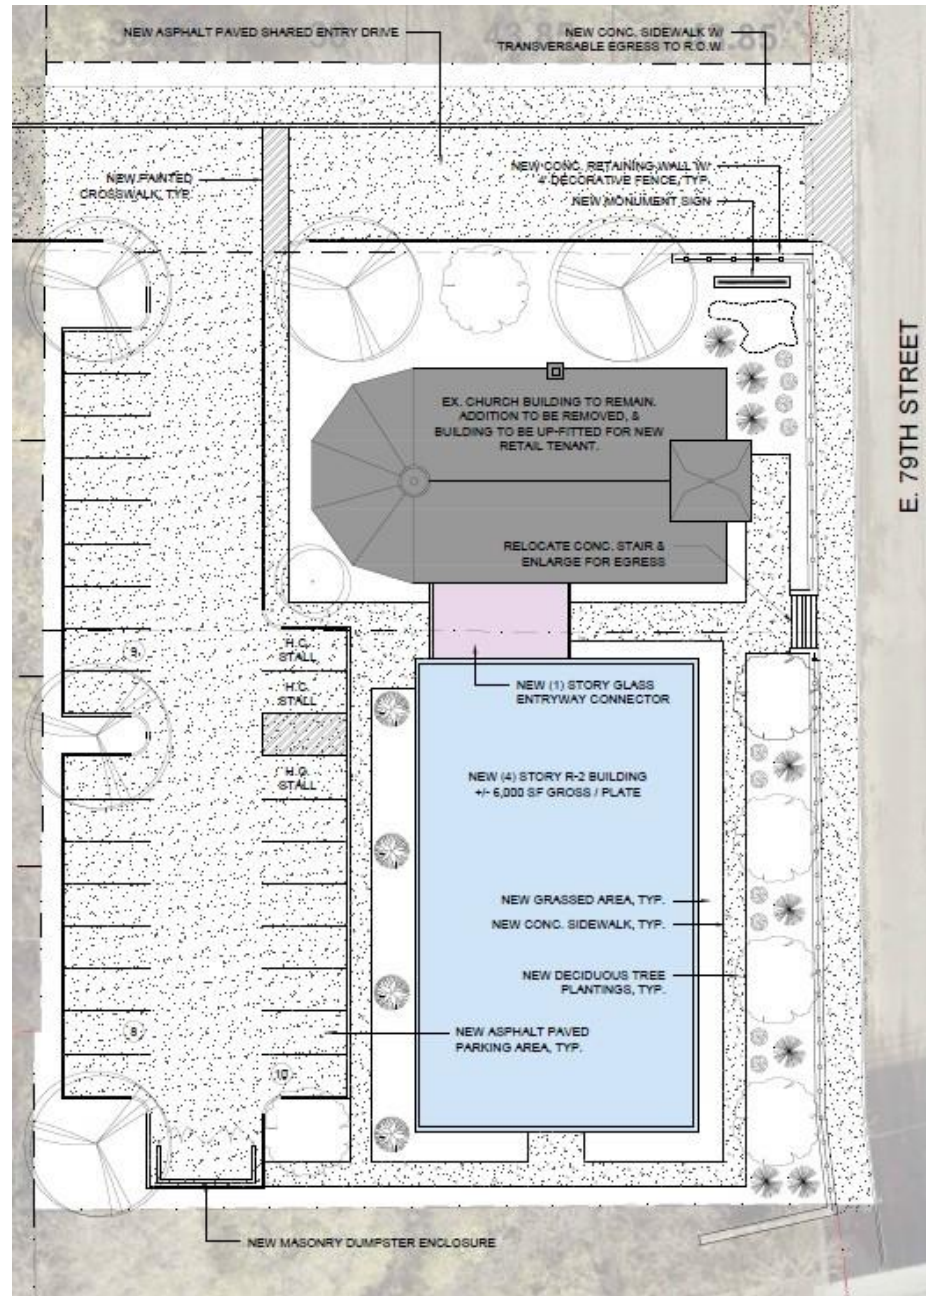 43.85
NEW ASPHALT PAVED SHARED ENTRY DRIVE
NEW CONC. SIDEWALK W/
TRANSVERSABLE EGRESS TO R.O.W.
NEW PAINTED
CROSSWALK, TYP.
NEW CONC. RETAINING WALL W/
4' DECORATIVE FENCE, TYP.
NEW MONUMENT SIGN
E. 79TH STREET
EX. CHURCH BUILDING TO REMAIN.
ADDITION TO BE REMOVED, &
BUILDING TO BE UP-FITTED FOR NEW
RETAIL TENANT.
RELOCATE CONC. STAIR &
ENLARGE FOR EGRESS
9
H.C.
STALL
H.C.
STALL
H.C.
STALL
NEW (1) STORY GLASS
ENTRYWAY CONNECTOR
NEW (4) STORY R-2 BUILDING
+/- 6,000 SF GROSS / PLATE
NEW GRASSED AREA, TYP.
NEW CONC. SIDEWALK, TYP.
NEW DECIDUOUS TREE
PLANTINGS, TYP.
8
NEW ASPHALT PAVED
PARKING AREA, TYP.
10
NEW MASONRY DUMPSTER ENCLOSURE